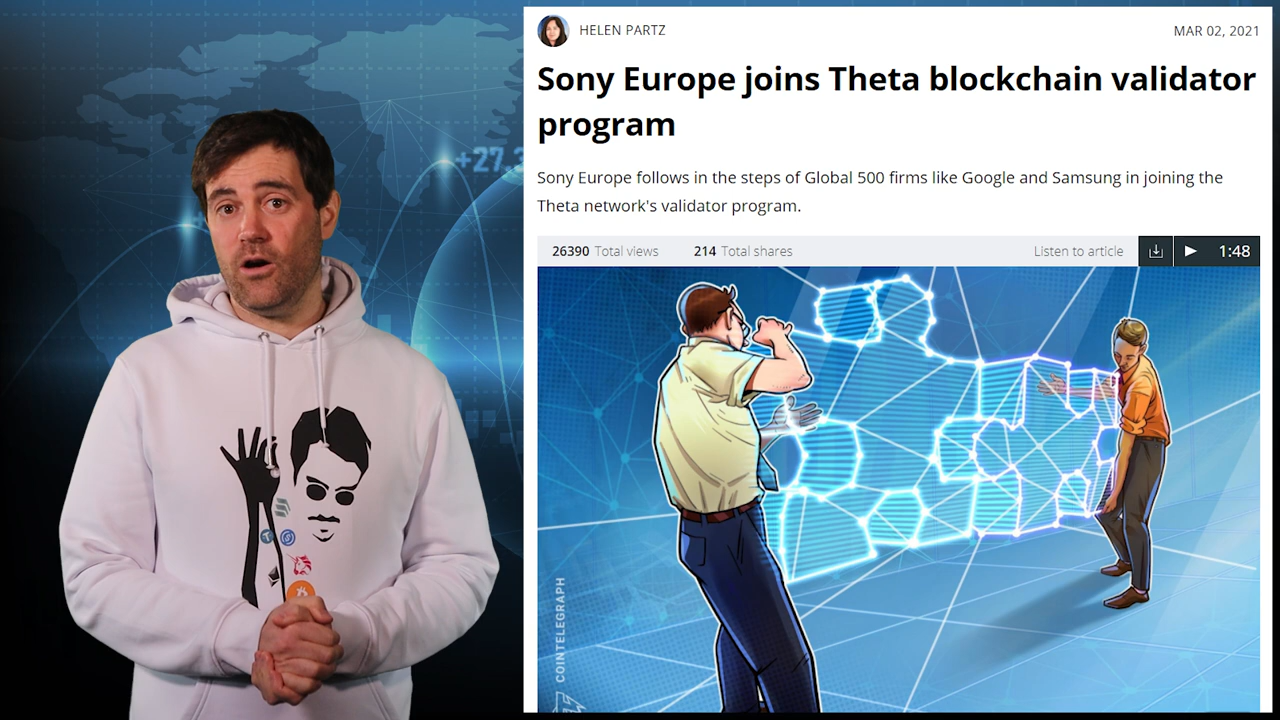 HELEN PARTZ
MAR 02, 2021
Sony Europe joins Theta blockchain validator
program
Sony Europe follows in the steps of Global 500 firms like Google and Samsung in joining the
Theta network's validator program.
26390 Total views 214 Total shares Listen to article 1:48
+27.3
COINTELEGRAPH